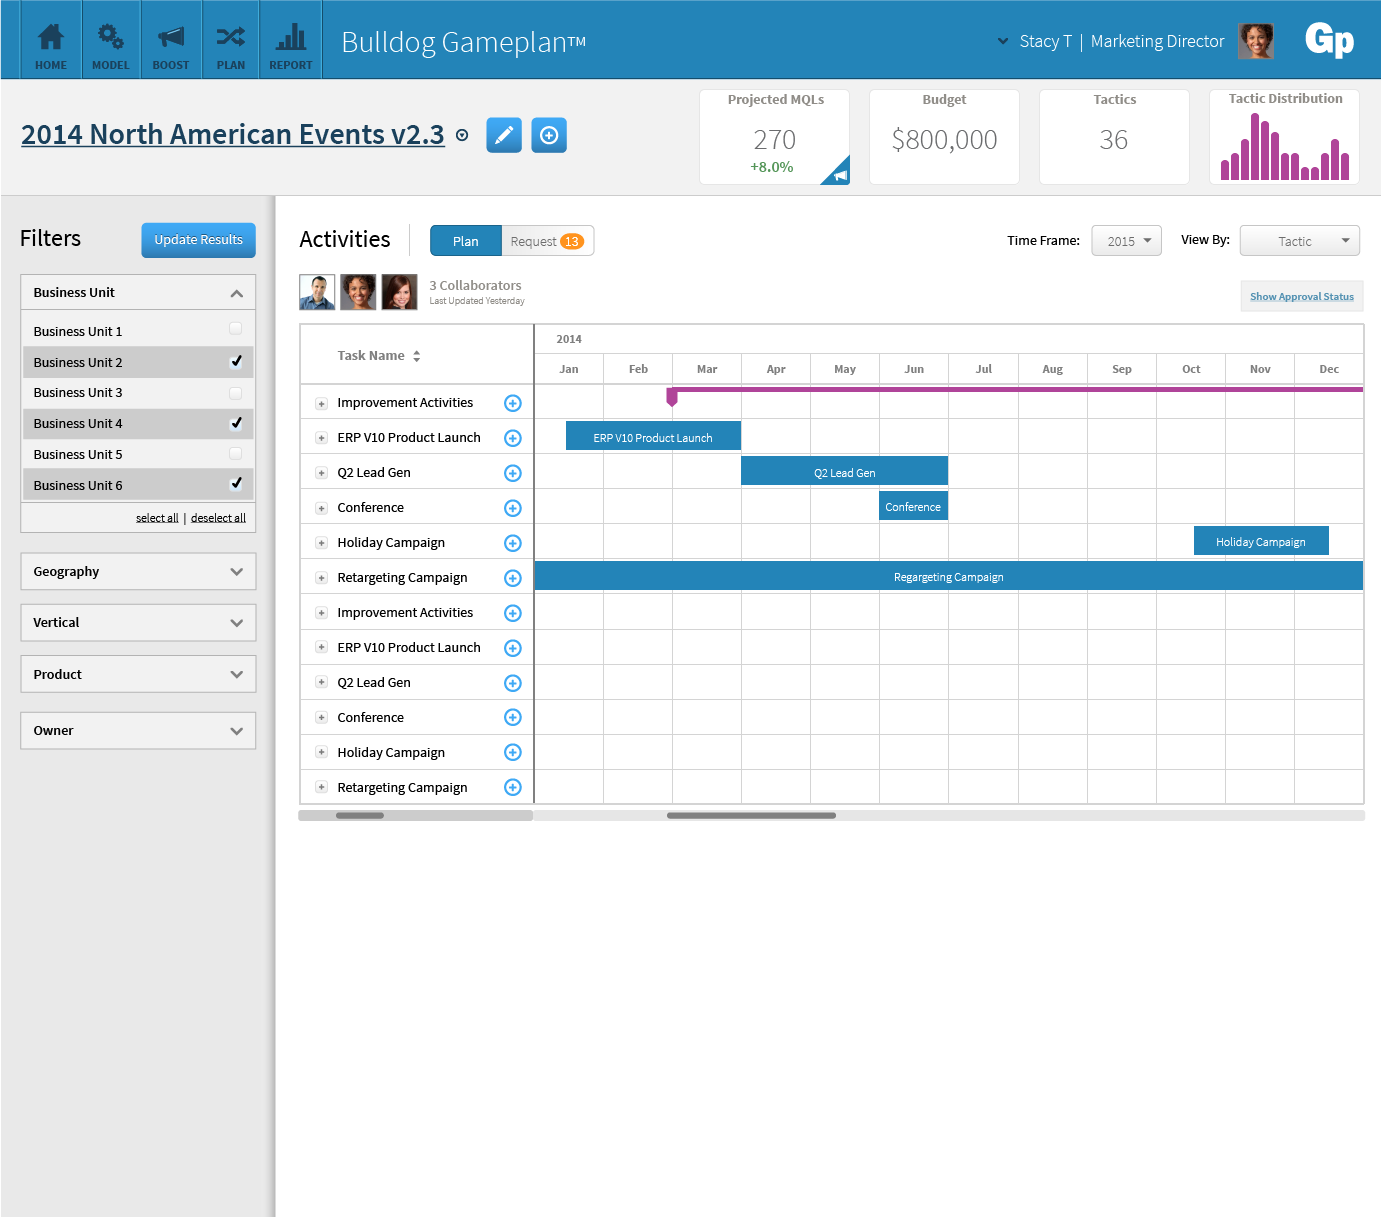 HOME MODEL BOOST PLAN REPORT
Bulldog Gameplan™
Stacy T | Marketing Director
Gp
2014 North American Events v2.3
Projected MQLs
270
+8.0%
Budget
$800,000
Tactics
36
Tactic Distribution
Filters
Update Results
Business Unit
Business Unit 1
Business Unit 2
Business Unit 3
Business Unit 4
Business Unit 5
Business Unit 6
select all | deselect all
Geography
Vertical
Product
Owner
Activities
Plan
Request 13
Time Frame: 2015
View By: Tactic
3 Collaborators
Last Updated Yesterday
Show Approval Status
Task Name
2014
Jan Feb Mar Apr May Jun Jul Aug Sep Oct Nov Dec
Improvement Activities
ERP V10 Product Launch
ERP V10 Product Launch
Q2 Lead Gen
Q2 Lead Gen
Conference
Conference
Holiday Campaign
Holiday Campaign
Retargeting Campaign
Regargeting Campaign
Improvement Activities
ERP V10 Product Launch
Q2 Lead Gen
Conference
Holiday Campaign
Retargeting Campaign